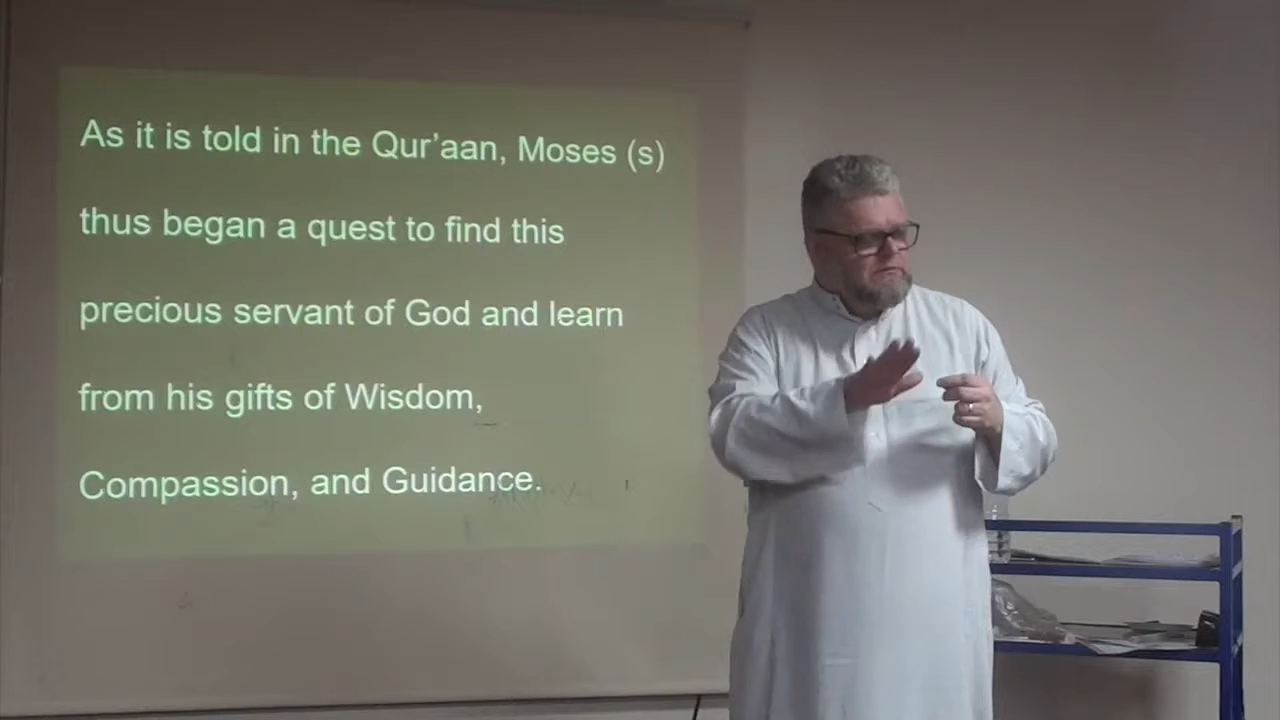 As it is told in the Qur'aan, Moses (s)
thus began a quest to find this
precious servant of God and learn
from his gifts of Wisdom,
Compassion, and Guidance.